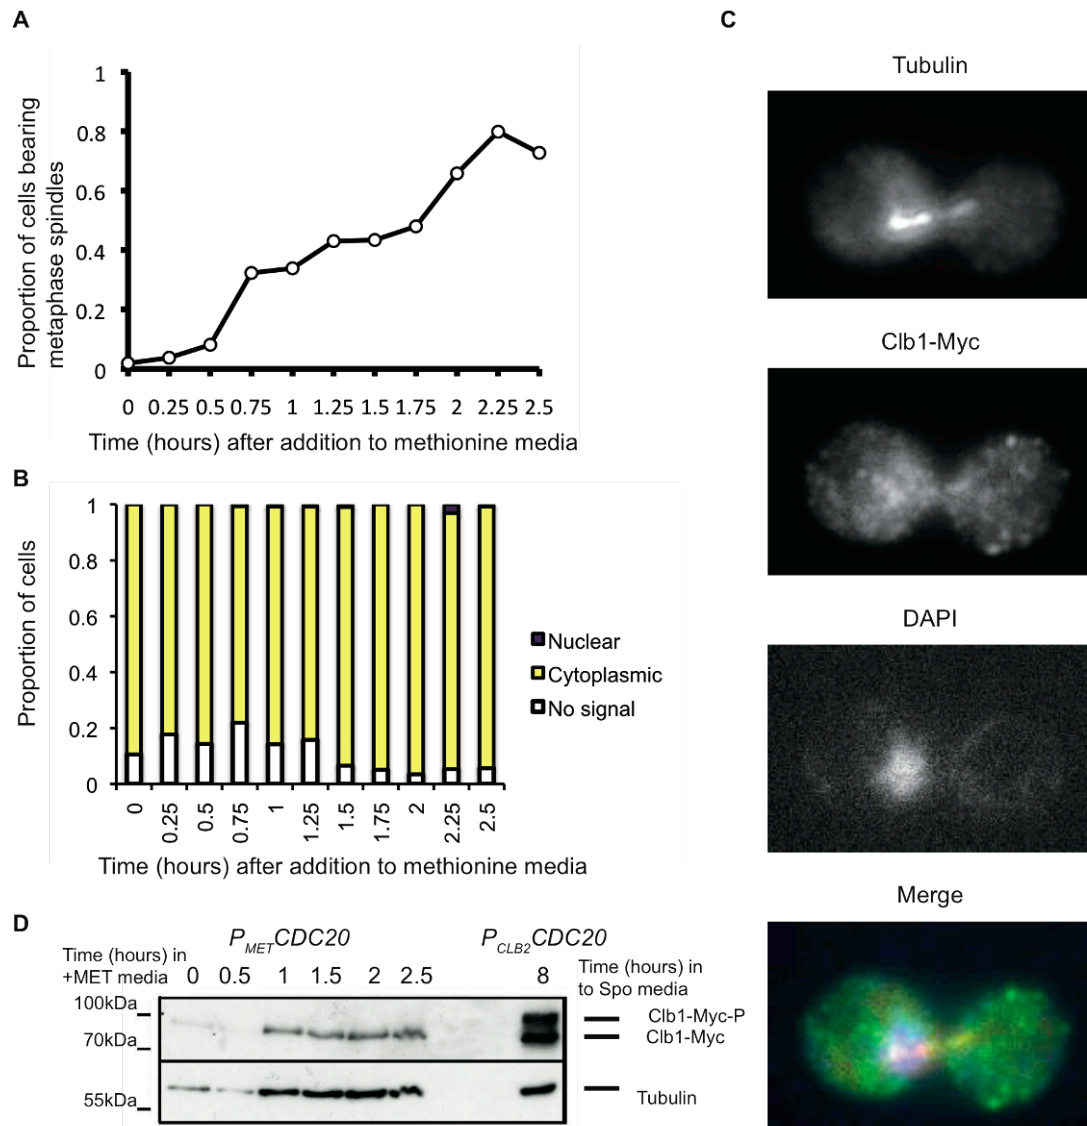 A
Proportion of cells bearing
metaphase spindles
1
0.8
0.6
0.4
0.2
0
0 0.25 0.5 0.75 1 1.25 1.5 1.75 2 2.25 2.5
Time (hours) after addition to methionine media
B
Proportion of cells
1
0.8
0.6
0.4
0.2
0
0 0.25 0.5 0.75 1 1.25 1.5 1.75 2 2.25 2.5
Time (hours) after addition to methionine media
Nuclear
Cytoplasmic
No signal
C
Tubulin
Clb1-Myc
DAPI
Merge
D
P_MET CDC20 P_CLB2 CDC20
Time (hours) in
+MET media 0 0.5 1 1.5 2 2.5 8
Time (hours) in
to Spo media
100kDa
70kDa
55kDa
Clb1-Myc-P
Clb1-Myc
Tubulin